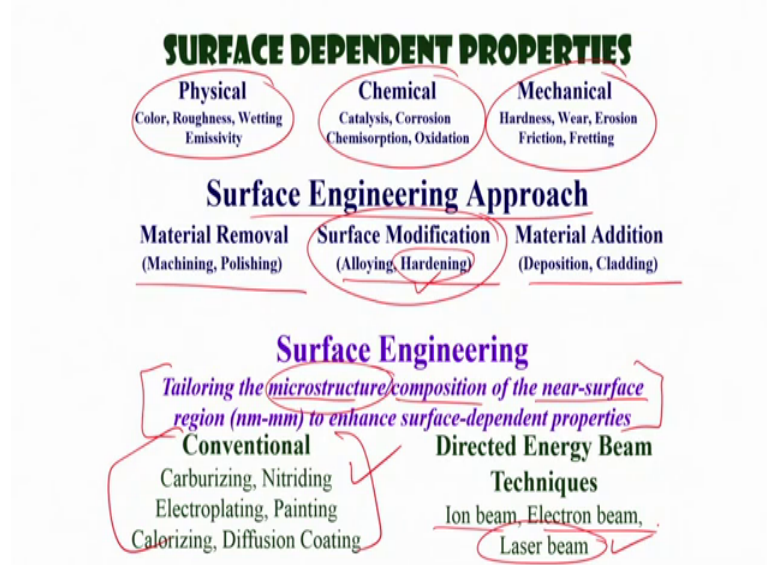 SURFACE DEPENDENT PROPERTIES
Physical Chemical Mechanical
Color, Roughness, Wetting Catalysis, Corrosion Hardness, Wear, Erosion
Emissivity Chemisorption, Oxidation Friction, Fretting
Surface Engineering Approach
Material Removal Surface Modification Material Addition
(Machining, Polishing) (Alloying, Hardening) (Deposition, Cladding)
Surface Engineering
Tailoring the microstructure/composition of the near-surface
region (nm-mm) to enhance surface-dependent properties
Conventional Directed Energy Beam
Carburizing, Nitriding Techniques
Electroplating, Painting Ion beam, Electron beam,
Calorizing, Diffusion Coating Laser beam